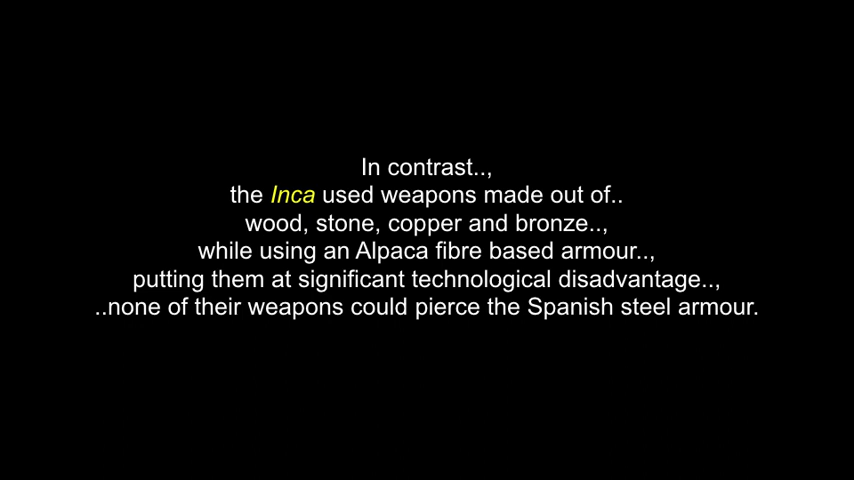 In contrast..,
the Inca used weapons made out of..
wood, stone, copper and bronze..,
while using an Alpaca fibre based armour..,
putting them at significant technological disadvantage..,
..none of their weapons could pierce the Spanish steel armour.